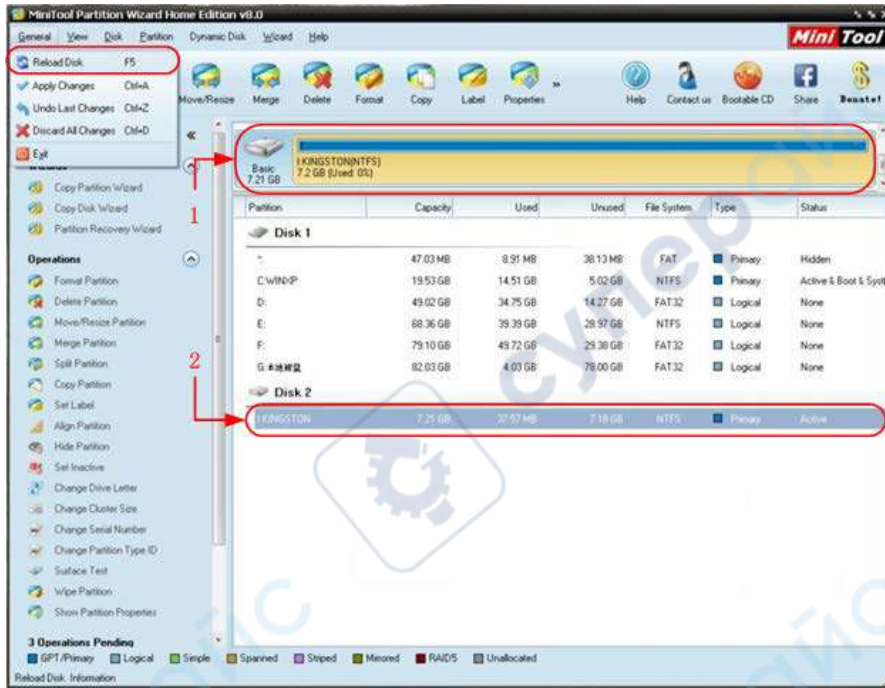 MiniTool Partition Wizard Home Edition v8.0
General View Disk Partition Dynamic Disk Wizard Help
Mini Tool
Reload Disk F5
Apply Changes Ctrl+A
Undo Last Changes Ctrl+Z
Discard All Changes Ctrl+D
Exit
Move/Resize Merge Delete Format Copy Label Properties » Help Contact us Bootable CD Share Donate!
«
Basic
7.21 GB
I:KINGSTON(NTFS)
7.2 GB (Used: 0%)
1
Copy Partition Wizard
Copy Disk Wizard
Partition Recovery Wizard
Operations
Format Partition
Delete Partition
Move/Resize Partition
Merge Partition
Split Partition
Copy Partition
Set Label
Align Partition
Hide Partition
Set Inactive
Change Drive Letter
Change Cluster Size
Change Serial Number
Change Partition Type ID
Surface Test
Wipe Partition
Show Partition Properties
3 Operations Pending
2
Partition Capacity Used Unused File System Type Status
Disk 1
*: 47.03 MB 8.91 MB 38.13 MB FAT Primary Hidden
C:WINXP 19.53 GB 14.51 GB 5.02 GB NTFS Primary Active & Boot & Syst
D: 49.02 GB 34.75 GB 14.27 GB FAT32 Logical None
E: 68.36 GB 39.39 GB 28.97 GB NTFS Logical None
F: 79.10 GB 49.72 GB 29.38 GB FAT32 Logical None
G:本地磁盘 82.03 GB 4.03 GB 78.00 GB FAT32 Logical None
Disk 2
I:KINGSTON 7.21 GB 37.57 MB 7.18 GB NTFS Primary Active
GPT/Primary Logical Simple Spanned Striped Mirrored RAID5 Unallocated
Reload Disk Information
суперайс